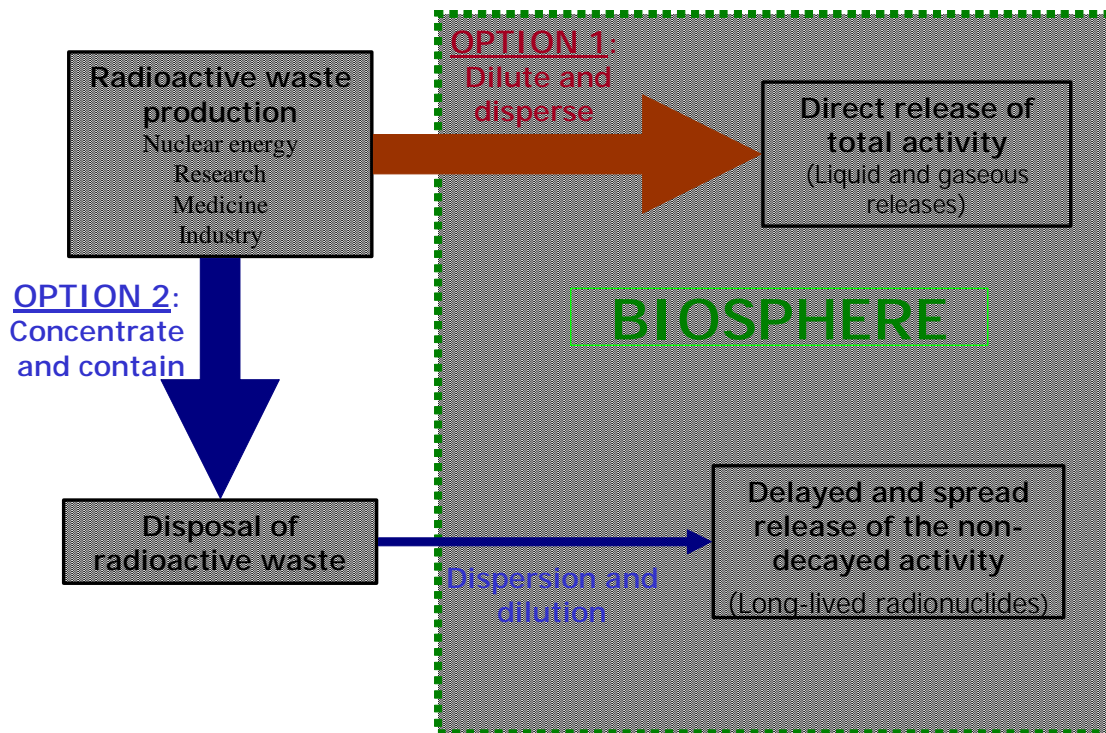 Radioactive waste
production
Nuclear energy
Research
Medicine
Industry
OPTION 1:
Dilute and
disperse
Direct release of
total activity
(Liquid and gaseous
releases)
OPTION 2:
Concentrate
and contain
BIOSPHERE
Disposal of
radioactive waste
Dispersion and
dilution
Delayed and spread
release of the non-
decayed activity
(Long-lived radionuclides)